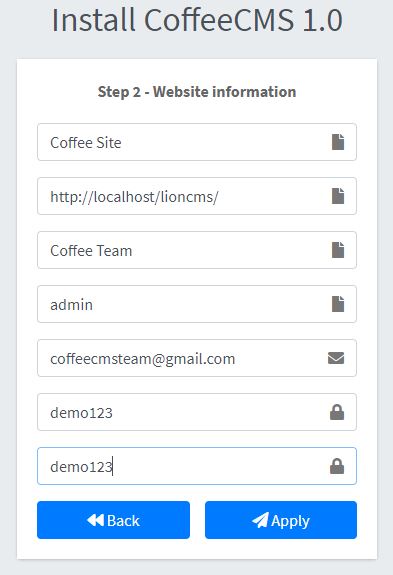 Install CoffeeCMS 1.0
Step 2 - Website information
Coffee Site
http://localhost/lioncms/
Coffee Team
admin
coffeecmsteam@gmail.com
demo123
demo123
Back Apply